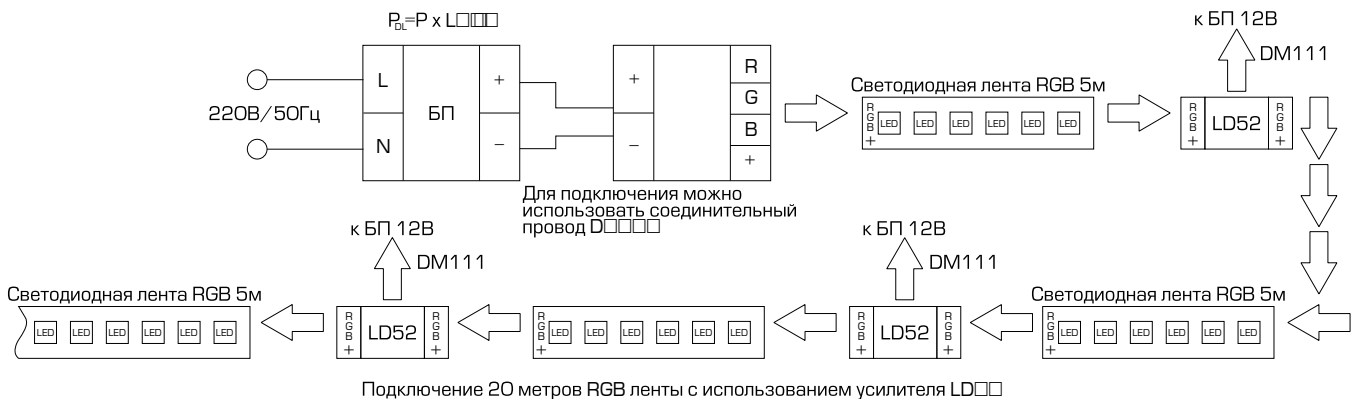 P_DL=P x L□□□
220В/50Гц
L
N
БП
+
–
+
–
R
G
B
+
Для подключения можно
использовать соединительный
провод D□□□□
Светодиодная лента RGB 5м
RGB+
LED LED LED LED LED LED
к БП 12В
DM111
RGB+
LD52
RGB+
Светодиодная лента RGB 5м
RGB+
LED LED LED LED LED LED
к БП 12В
DM111
RGB+
LD52
RGB+
RGB+
LED LED LED LED LED LED
к БП 12В
DM111
RGB+
LD52
RGB+
Светодиодная лента RGB 5м
LED LED LED LED LED LED
Подключение 20 метров RGB ленты с использованием усилителя LD□□